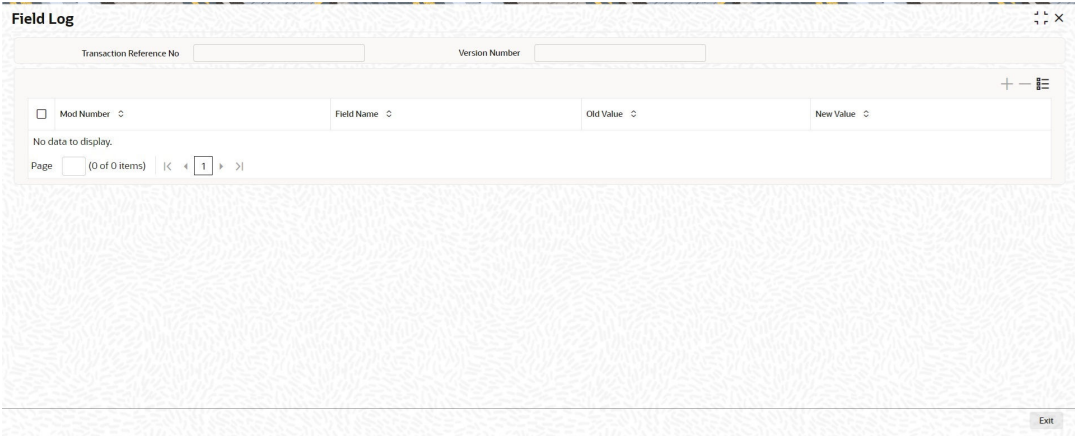 Field Log
Transaction Reference No
Version Number
Mod Number Field Name Old Value New Value
No data to display.
Page (0 of 0 items) 1
Exit